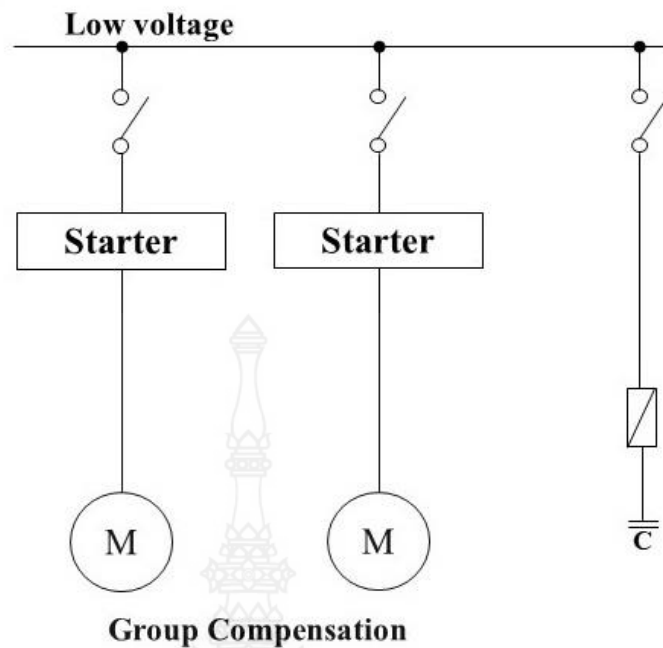 Low voltage
Starter
Starter
M
M
C
Group Compensation